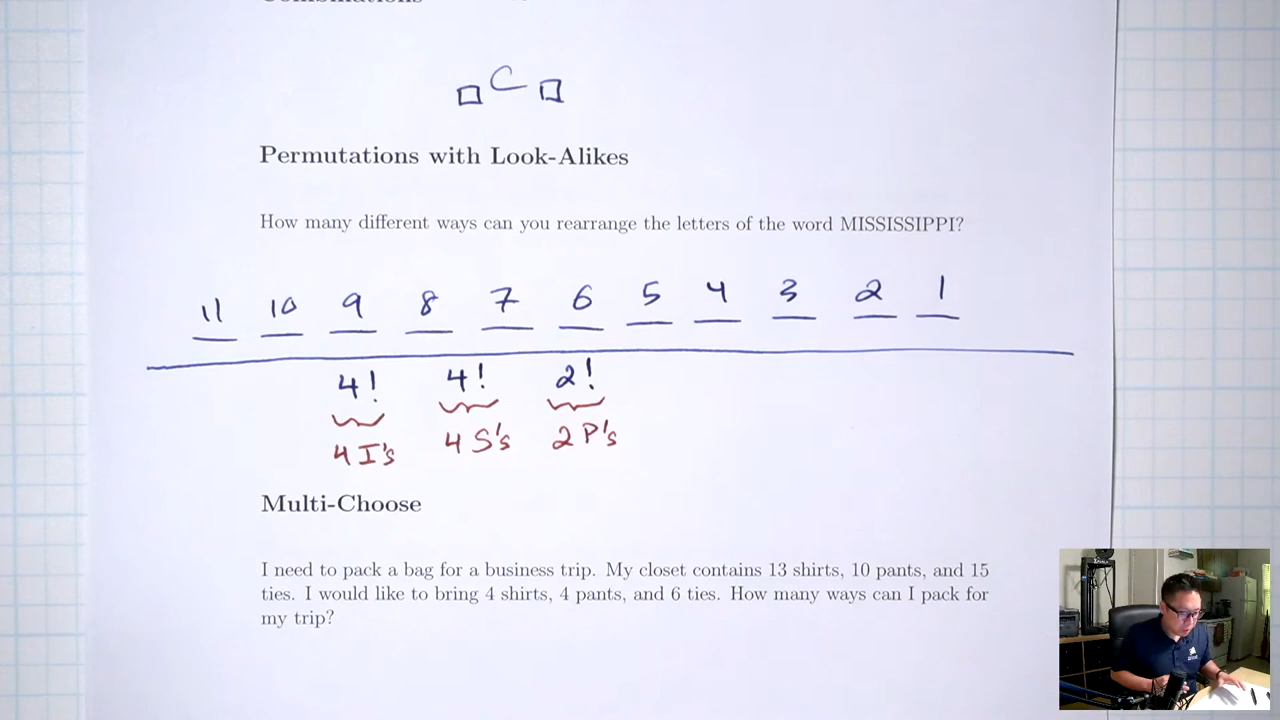 C
Permutations with Look-Alikes
How many different ways can you rearrange the letters of the word MISSISSIPPI?
11 10 9 8 7 6 5 4 3 2 1
4! 4! 2!
4 I's 4 S's 2 P's
Multi-Choose
I need to pack a bag for a business trip. My closet contains 13 shirts, 10 pants, and 15
ties. I would like to bring 4 shirts, 4 pants, and 6 ties. How many ways can I pack for
my trip?